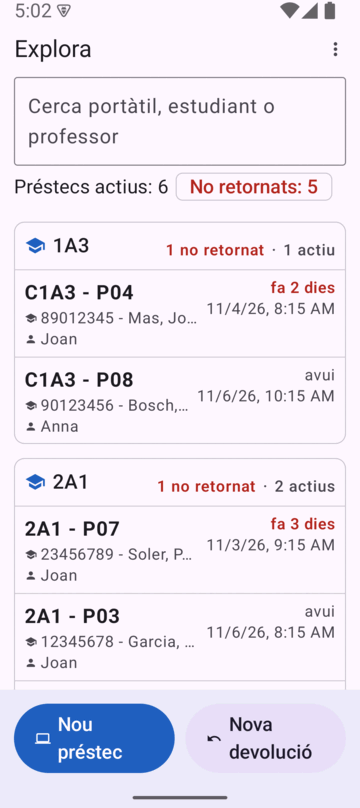 5:02
Explora
Cerca portàtil, estudiant o
professor
Préstecs actius: 6 No retornats: 5
1A3 1 no retornat · 1 actiu
C1A3 - P04 fa 2 dies
11/4/26, 8:15 AM
89012345 - Mas, Jo...
Joan
C1A3 - P08 avui
11/6/26, 10:15 AM
90123456 - Bosch,...
Anna
2A1 1 no retornat · 2 actius
2A1 - P07 fa 3 dies
11/3/26, 9:15 AM
23456789 - Soler, P...
Joan
2A1 - P03 avui
11/6/26, 8:15 AM
12345678 - Garcia, ...
Joan
Nou
préstec
Nova
devolució